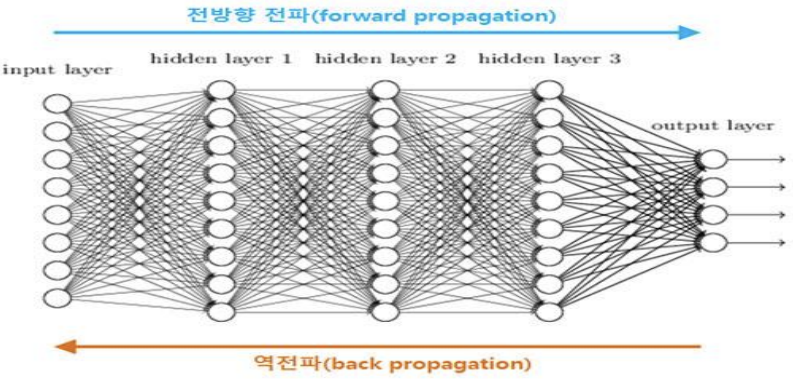 전방향 전파(forward propagation)
input layer
hidden layer 1
hidden layer 2
hidden layer 3
output layer
역전파(back propagation)